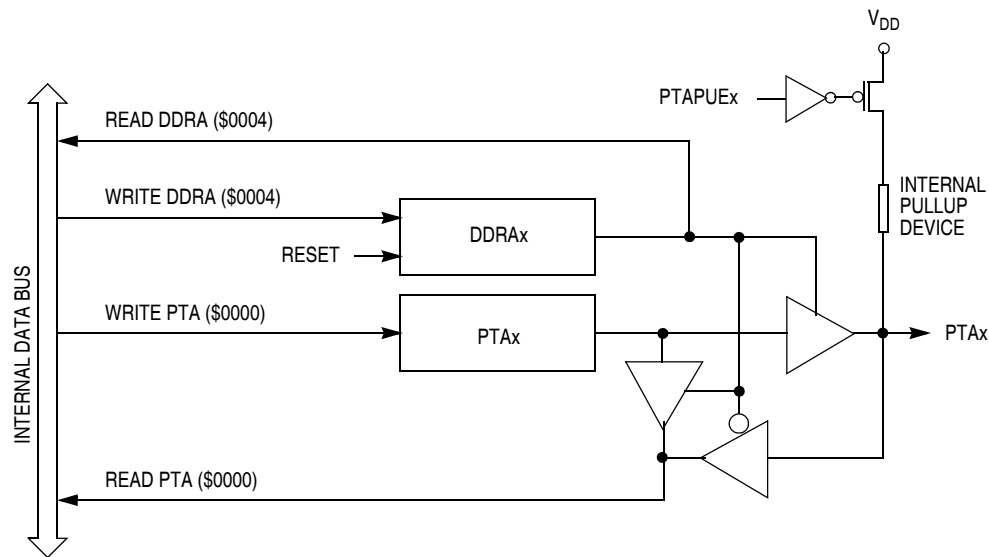 V_DD
PTAPUEx
READ DDRA ($0004)
WRITE DDRA ($0004)
INTERNAL
PULLUP
DEVICE
DDRAx
RESET
WRITE PTA ($0000)
PTAx
PTAx
INTERNAL DATA BUS
READ PTA ($0000)